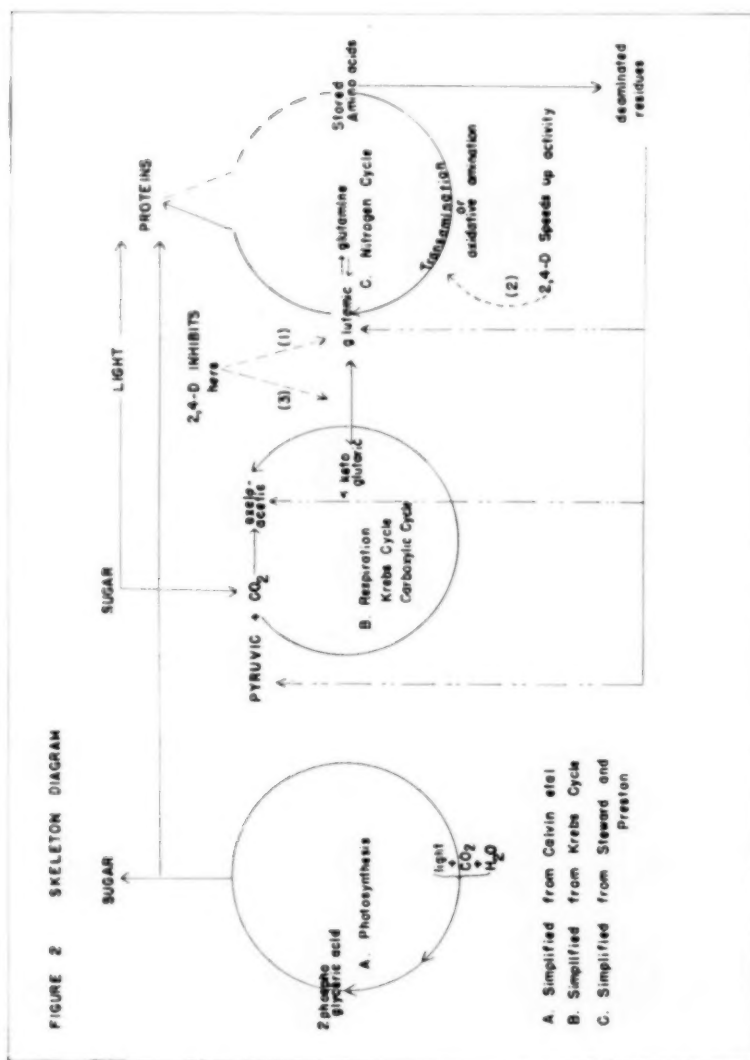 FIGURE 2 SKELETON DIAGRAM
SUGAR
2 phospho
glyceric acid
A. Photosynthesis
light
+
CO2
+
H2O
SUGAR
LIGHT
PROTEINS
PYRUVIC + CO2
oxalo-
acetic
∝ keto
glutaric
B. Respiration
Krebs Cycle
Carboxylic Cycle
2,4-D INHIBITS
here
(3)
(1)
glutamic
glutamine
C. Nitrogen Cycle
Stored
Amino acids
Transamination
or
oxidative amination
(2)
2,4-D Speeds up activity
deaminated
residues
A. Simplified from Calvin etal
B. Simplified from Krebs Cycle
C. Simplified from Steward and
Preston